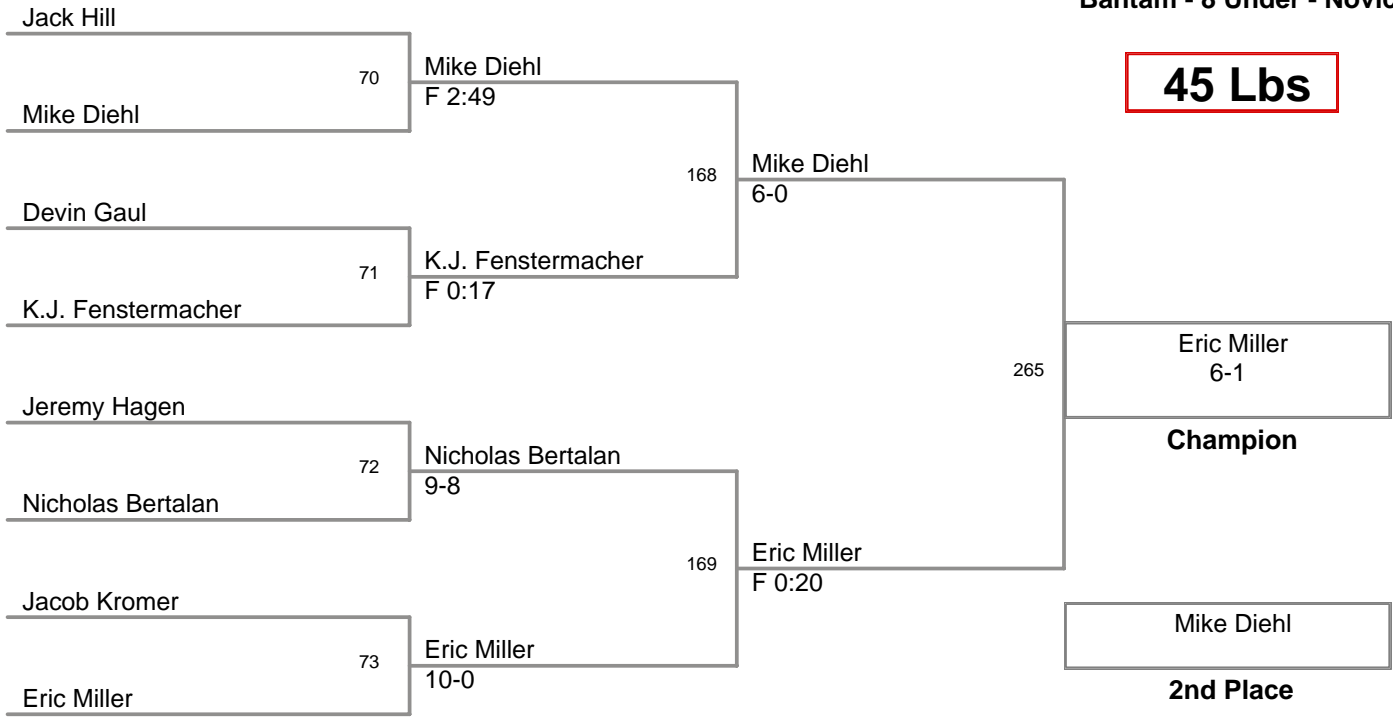 Bantam - 8 Under -
45 Lbs
Jack Hill
70
Mike Diehl
Mike Diehl
F 2:49
Devin Gaul
71
K.J. Fenstermacher
K.J. Fenstermacher
F 0:17
168
Mike Diehl
6-0
Jeremy Hagen
72
Nicholas Bertalan
Nicholas Bertalan
9-8
Jacob Kromer
73
Eric Miller
Eric Miller
10-0
169
Eric Miller
F 0:20
265
Eric Miller
6-1
Champion
Mike Diehl
2nd Place